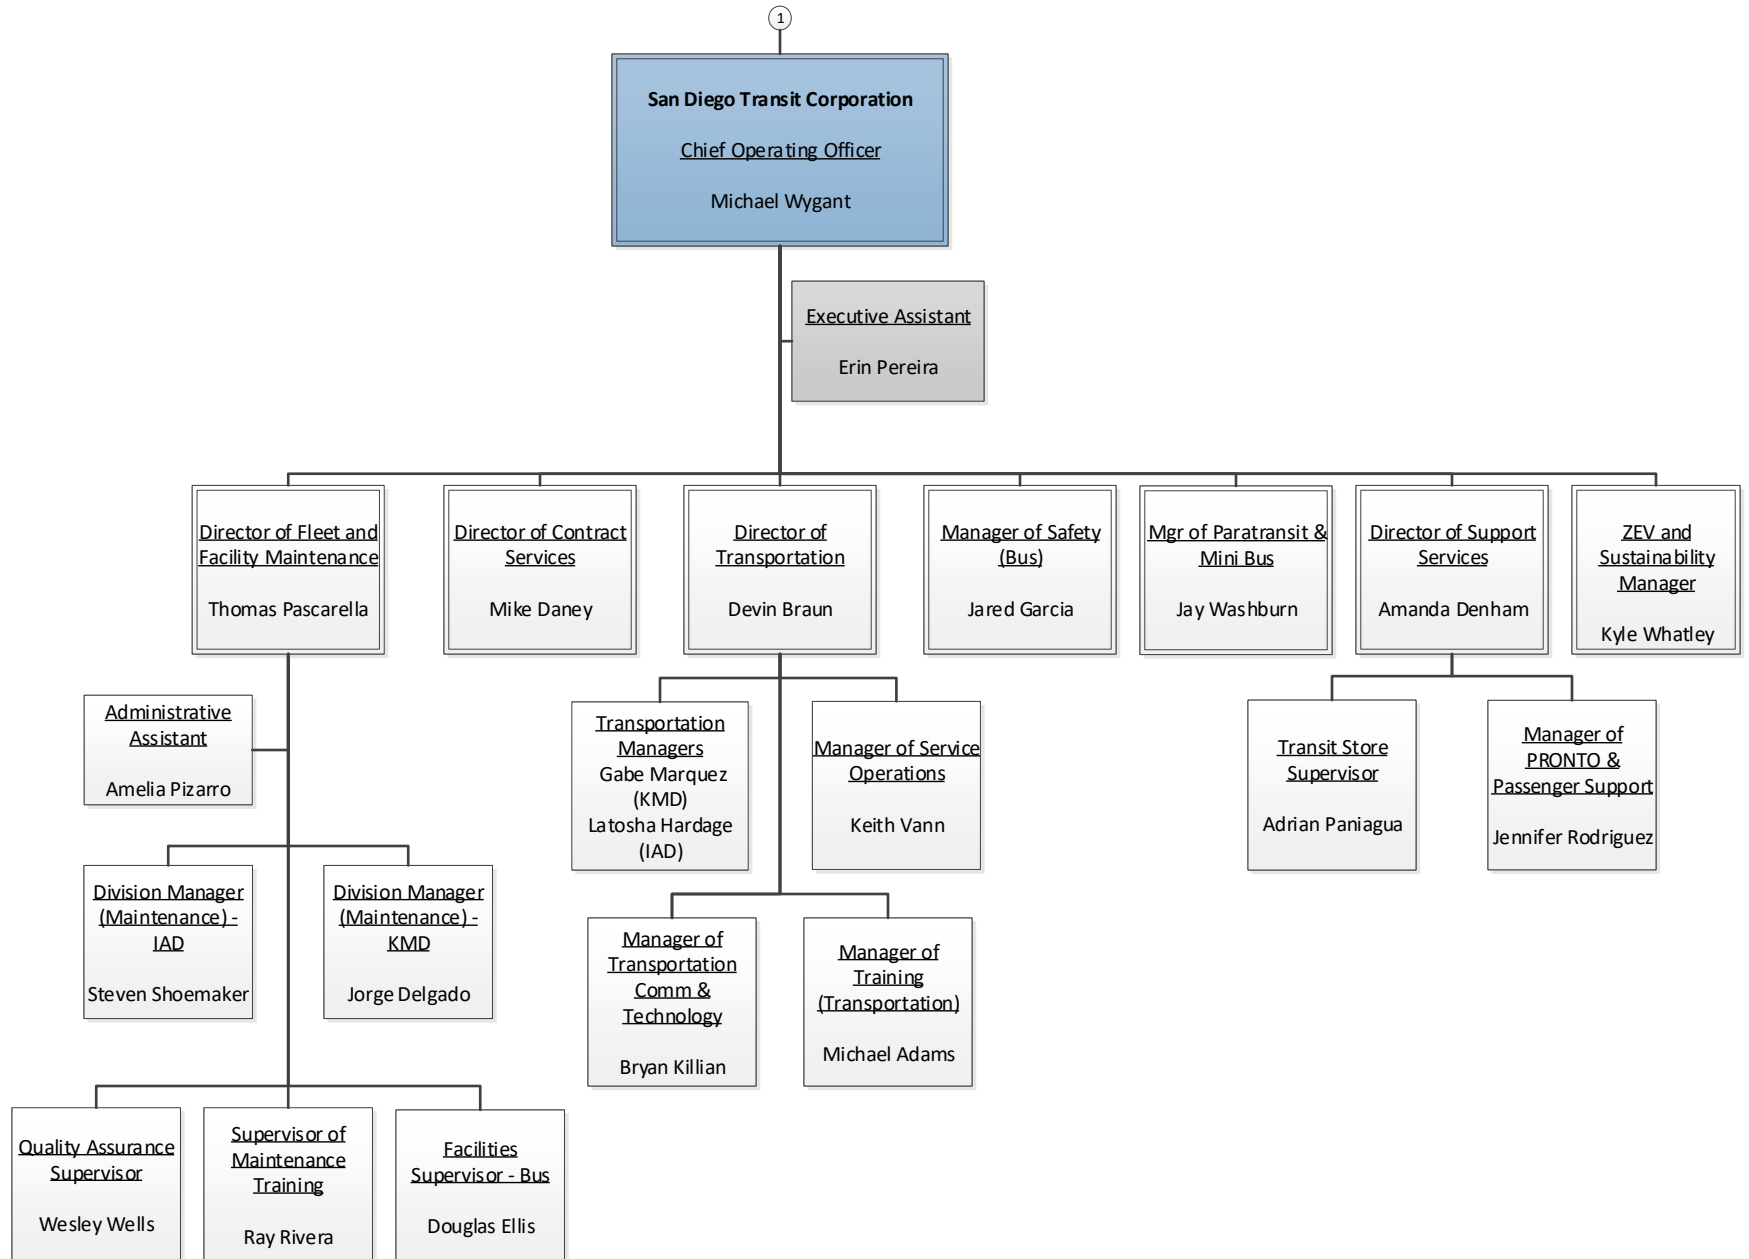 1
San Diego Transit Corporation
Chief Operating Officer
Michael Wygant
Executive Assistant
Erin Pereira
Director of Fleet and
Facility Maintenance
Thomas Pascarella
Director of Contract
Services
Mike Daney
Director of
Transportation
Devin Braun
Manager of Safety
(Bus)
Jared Garcia
Mgr of Paratransit &
Mini Bus
Jay Washburn
Director of Support
Services
Amanda Denham
ZEV and
Sustainability
Manager
Kyle Whatley
Administrative
Assistant
Amelia Pizarro
Transportation
Managers
Gabe Marquez
(KMD)
Latosha Hardage
(IAD)
Manager of Service
Operations
Keith Vann
Transit Store
Supervisor
Adrian Paniagua
Manager of
PRONTO &
Passenger Support
Jennifer Rodriguez
Division Manager
(Maintenance) -
IAD
Steven Shoemaker
Division Manager
(Maintenance) -
KMD
Jorge Delgado
Manager of
Transportation
Comm &
Technology
Bryan Killian
Manager of
Training
(Transportation)
Michael Adams
Quality Assurance
Supervisor
Wesley Wells
Supervisor of
Maintenance
Training
Ray Rivera
Facilities
Supervisor - Bus
Douglas Ellis